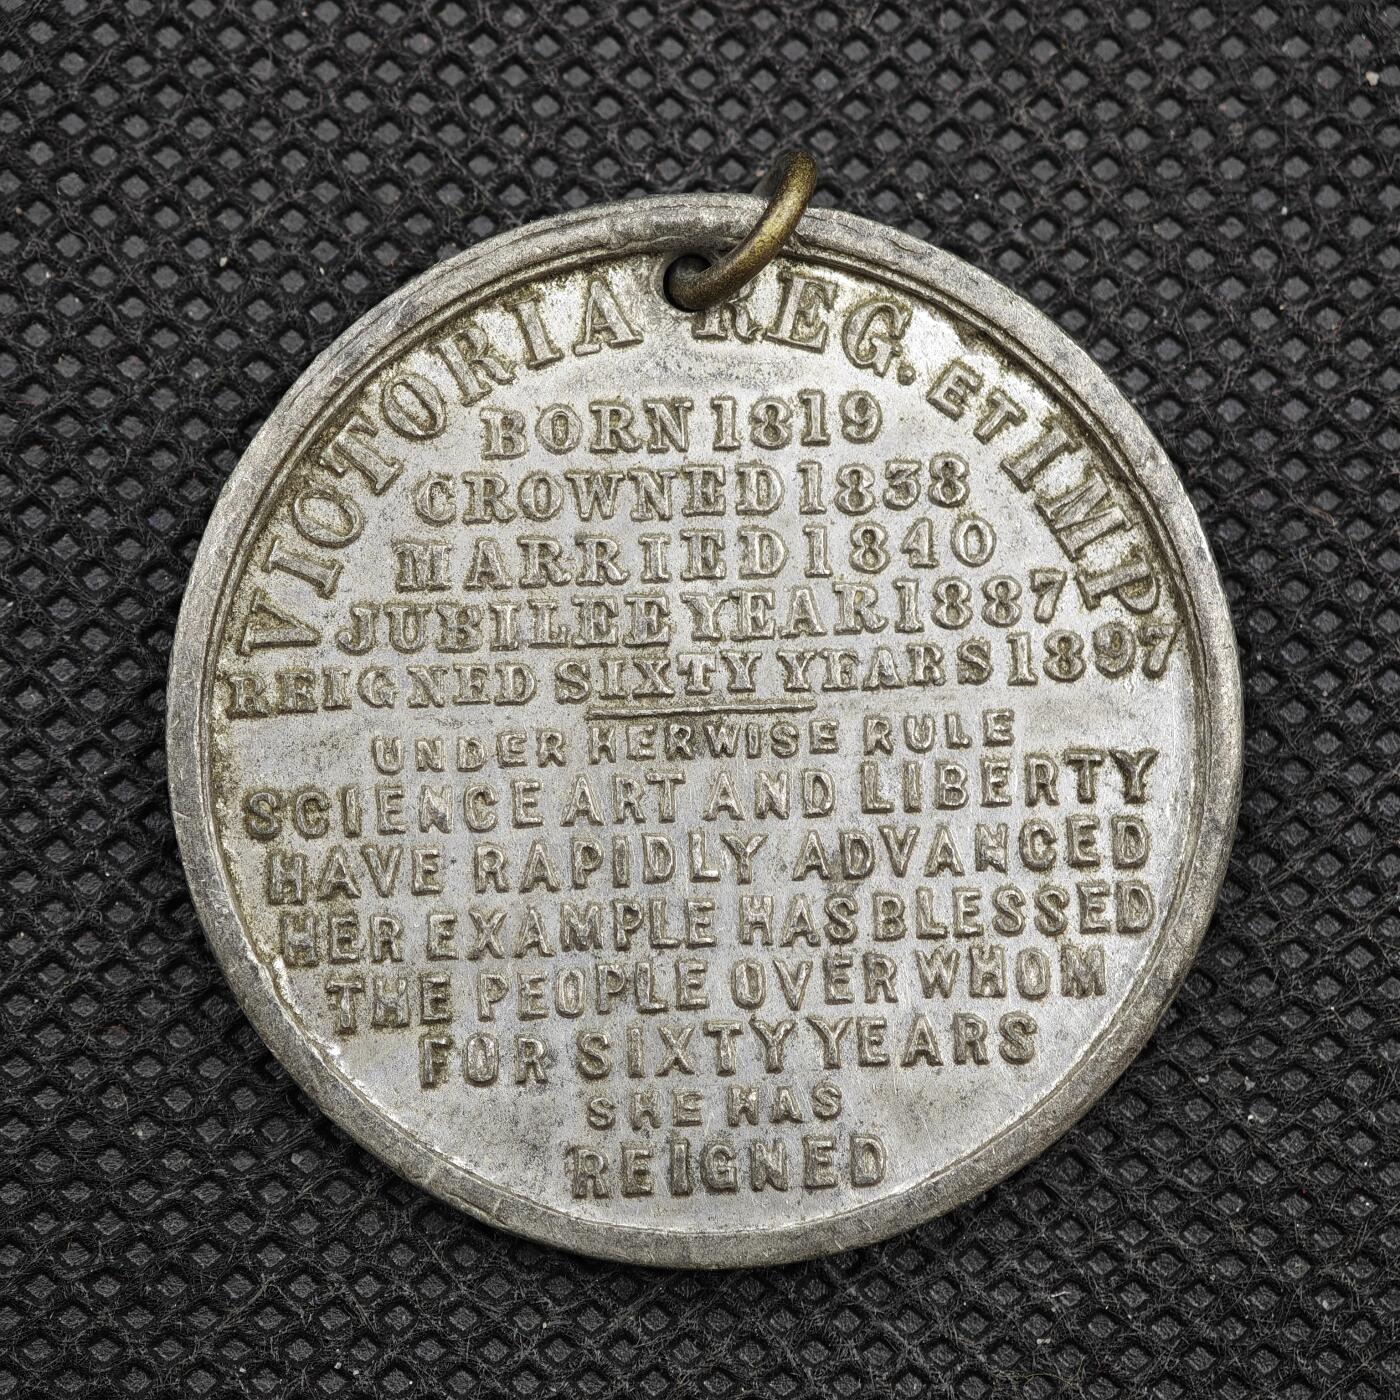 VICTORIA REG. ET IMP
BORN 1819
CROWNED 1838
MARRIED 1840
JUBILEE YEAR 1887
REIGNED SIXTY YEARS 1897
UNDER HER WISE RULE
SCIENCE ART AND LIBERTY
HAVE RAPIDLY ADVANCED
HER EXAMPLE HAS BLESSED
THE PEOPLE OVER WHOM
FOR SIXTY YEARS
SHE HAS
REIGNED